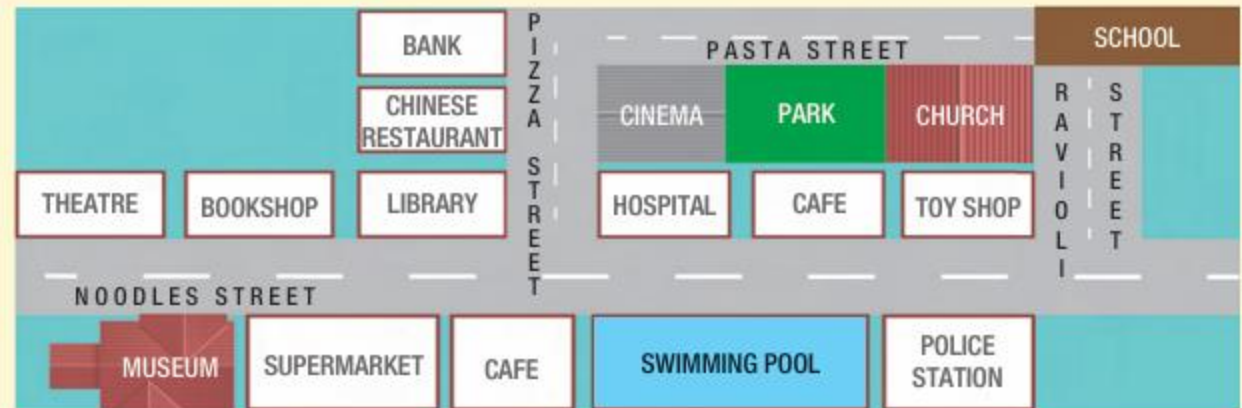 BANK
PIZZA STREET
PASTA STREET
SCHOOL
CHINESE
RESTAURANT
CINEMA
PARK
CHURCH
RAVIOLI
STREET
THEATRE
BOOKSHOP
LIBRARY
HOSPITAL
CAFE
TOY SHOP
NOODLES STREET
MUSEUM
SUPERMARKET
CAFE
SWIMMING POOL
POLICE
STATION